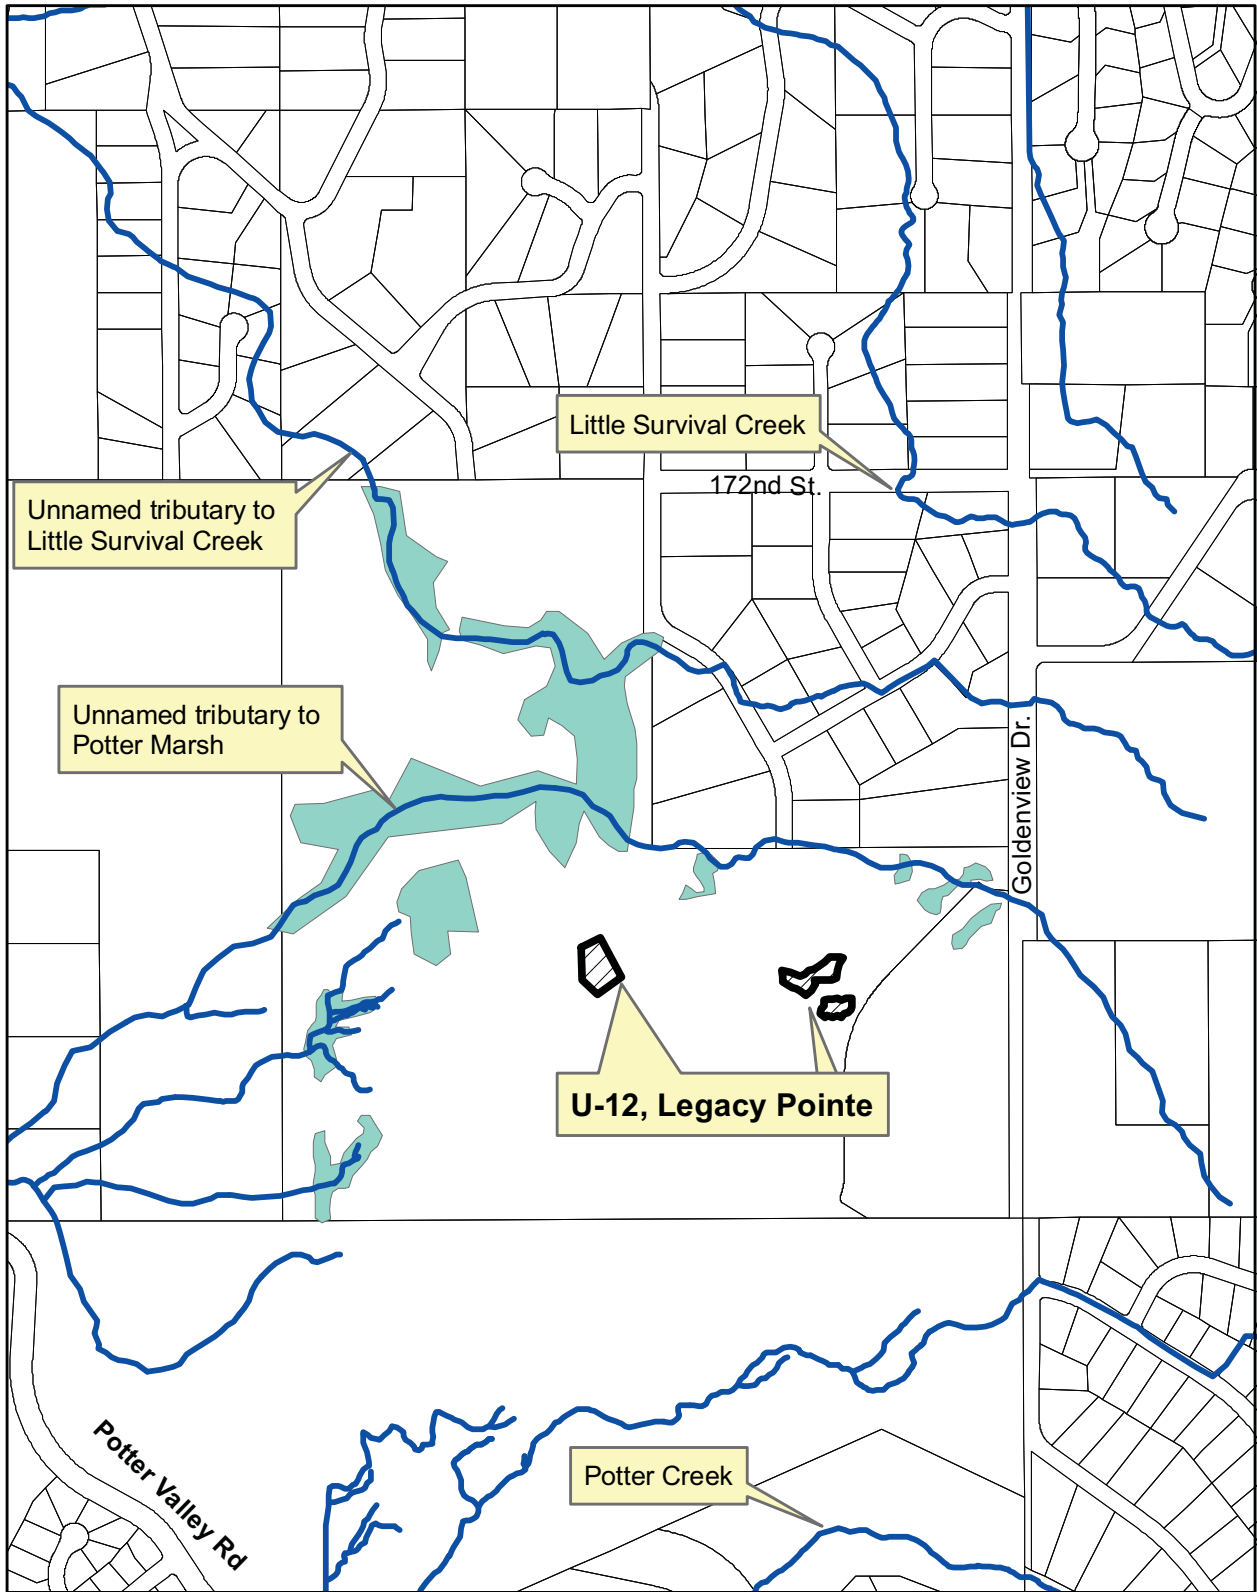 Little Survival Creek
172nd St.
Unnamed tributary to
Little Survival Creek
Unnamed tributary to
Potter Marsh
Goldenview Dr.
U-12, Legacy Pointe
Potter Valley Rd
Potter Creek